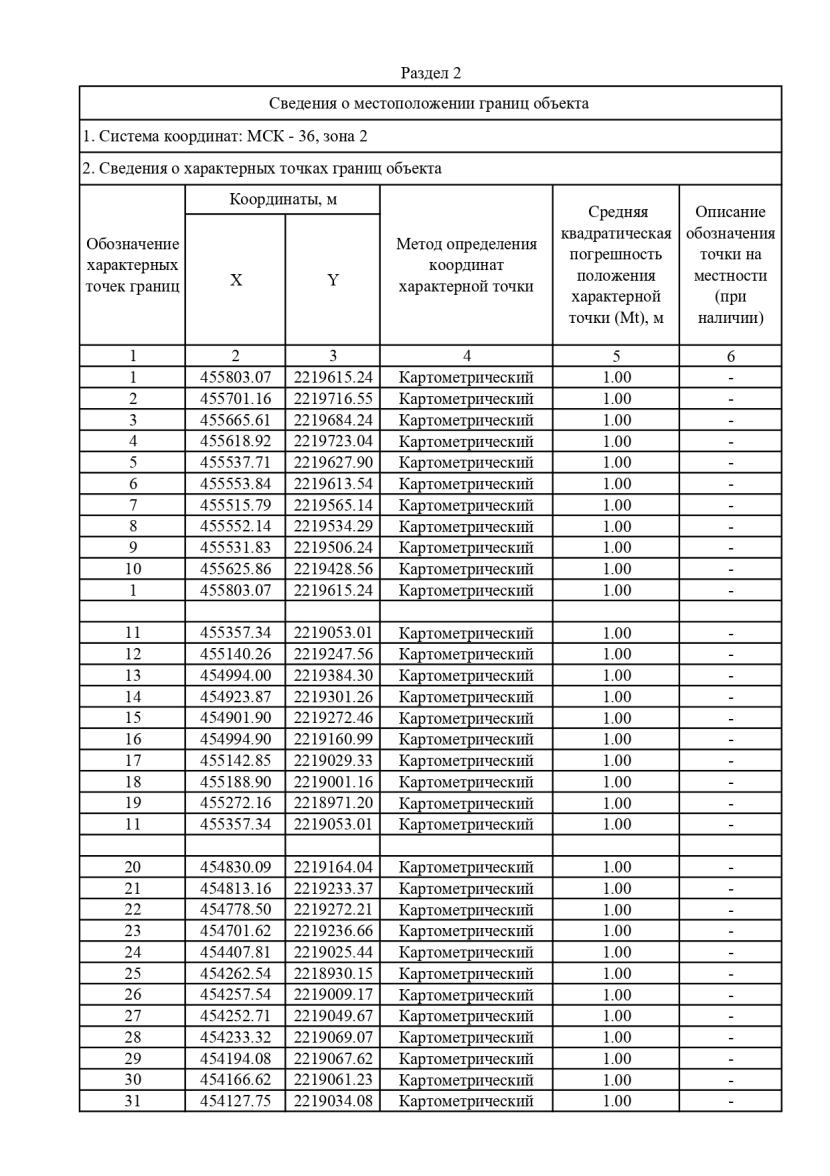 Раздел 2
Сведения о местоположении границ объекта
1. Система координат: МСК - 36, зона 2
2. Сведения о характерных точках границ объекта
Обозначение характерных точек границ
Координаты, м
X Y
Метод определения координат характерной точки
Средняя квадратическая погрешность положения характерной точки (Mt), м
Описание обозначения точки на местности (при наличии)
1 2 3 4 5 6
1 455803.07 2219615.24 Картометрический 1.00 -
2 455701.16 2219716.55 Картометрический 1.00 -
3 455665.61 2219684.24 Картометрический 1.00 -
4 455618.92 2219723.04 Картометрический 1.00 -
5 455537.71 2219627.90 Картометрический 1.00 -
6 455553.84 2219613.54 Картометрический 1.00 -
7 455515.79 2219565.14 Картометрический 1.00 -
8 455552.14 2219534.29 Картометрический 1.00 -
9 455531.83 2219506.24 Картометрический 1.00 -
10 455625.86 2219428.56 Картометрический 1.00 -
1 455803.07 2219615.24 Картометрический 1.00 -
11 455357.34 2219053.01 Картометрический 1.00 -
12 455140.26 2219247.56 Картометрический 1.00 -
13 454994.00 2219384.30 Картометрический 1.00 -
14 454923.87 2219301.26 Картометрический 1.00 -
15 454901.90 2219272.46 Картометрический 1.00 -
16 454994.90 2219160.99 Картометрический 1.00 -
17 455142.85 2219029.33 Картометрический 1.00 -
18 455188.90 2219001.16 Картометрический 1.00 -
19 455272.16 2218971.20 Картометрический 1.00 -
11 455357.34 2219053.01 Картометрический 1.00 -
20 454830.09 2219164.04 Картометрический 1.00 -
21 454813.16 2219233.37 Картометрический 1.00 -
22 454778.50 2219272.21 Картометрический 1.00 -
23 454701.62 2219236.66 Картометрический 1.00 -
24 454407.81 2219025.44 Картометрический 1.00 -
25 454262.54 2218930.15 Картометрический 1.00 -
26 454257.54 2219009.17 Картометрический 1.00 -
27 454252.71 2219049.67 Картометрический 1.00 -
28 454233.32 2219069.07 Картометрический 1.00 -
29 454194.08 2219067.62 Картометрический 1.00 -
30 454166.62 2219061.23 Картометрический 1.00 -
31 454127.75 2219034.08 Картометрический 1.00 -